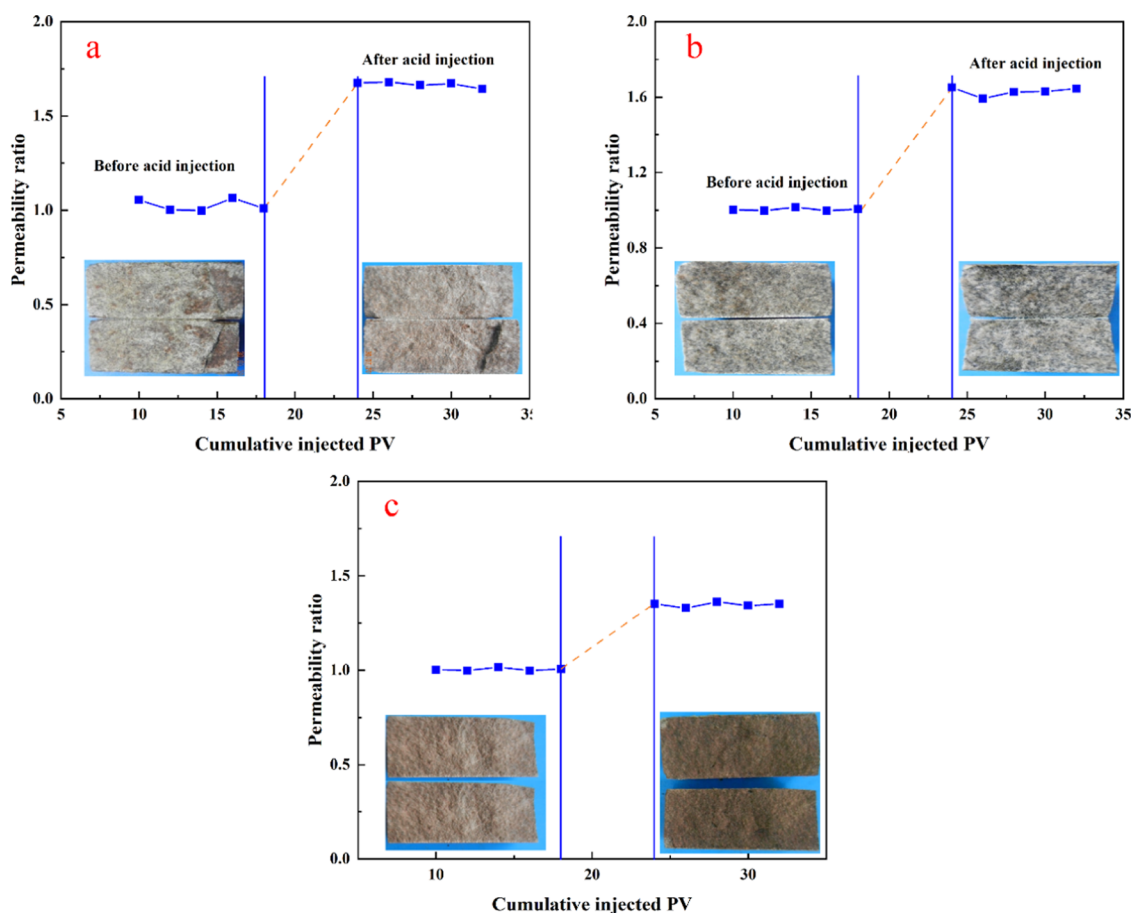 a
2.0
1.5
1.0
0.5
0.0
Permeability ratio
Before acid injection
After acid injection
5 10 15 20 25 30 35
Cumulative injected PV
b
2.0
1.6
1.2
0.8
0.4
0.0
Permeability ratio
Before acid injection
After acid injection
5 10 15 20 25 30 35
Cumulative injected PV
c
2.0
1.5
1.0
0.5
0.0
Permeability ratio
10 20 30
Cumulative injected PV